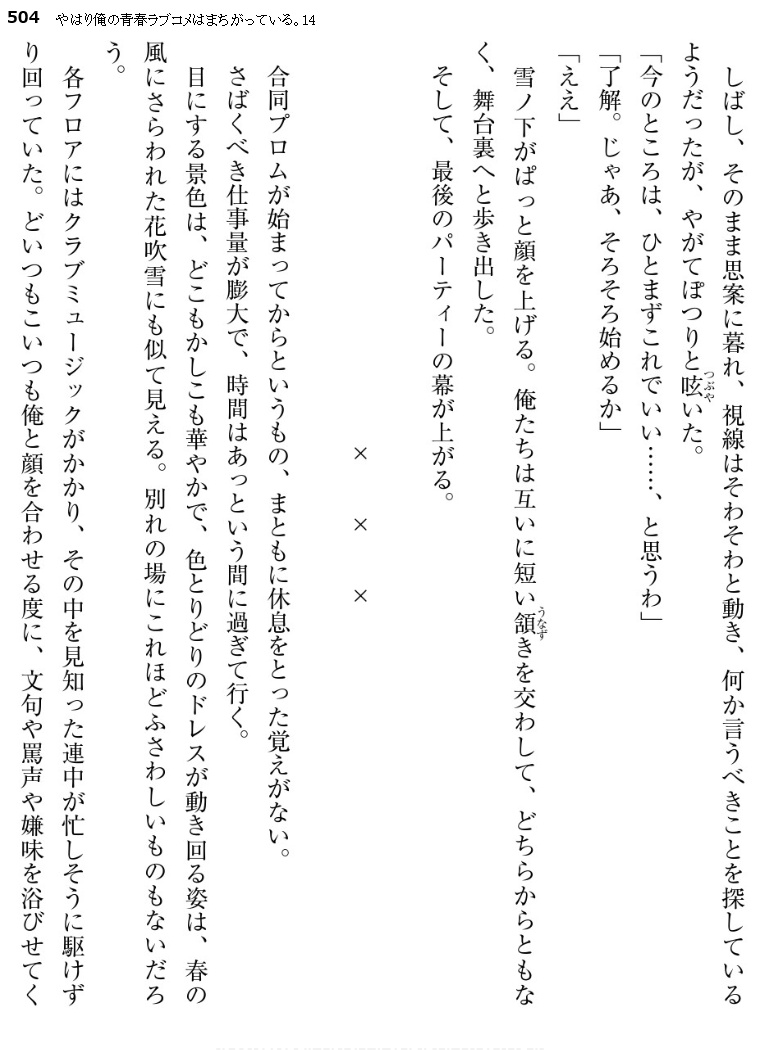 504 やはり俺の青春ラブコメはまちがっている。14
しばし、そのまま思案に暮れ、視線はそわそわと動き、何か言うべきことを探している
ようだったが、やがてぽつりと呟いた。
つぶや
「今のところは、ひとまずこれでいい……、と思うわ」
「了解。じゃあ、そろそろ始めるか」
「ええ」
雪ノ下がぱっと顔を上げる。俺たちは互いに短い頷きを交わして、どちらからともな
うなず
く、舞台裏へと歩き出した。
そして、最後のパーティーの幕が上がる。
× × ×
合同プロムが始まってからというもの、まともに休息をとった覚えがない。
さばくべき仕事量が膨大で、時間はあっという間に過ぎて行く。
目にする景色は、どこもかしこも華やかで、色とりどりのドレスが動き回る姿は、春の
風にさらわれた花吹雪にも似て見える。別れの場にこれほどふさわしいものもないだろ
う。
各フロアにはクラブミュージックがかかり、その中を見知った連中が忙しそうに駆けず
り回っていた。どいつもこいつも俺と顔を合わせる度に、文句や罵声や嫌味を浴びせてく